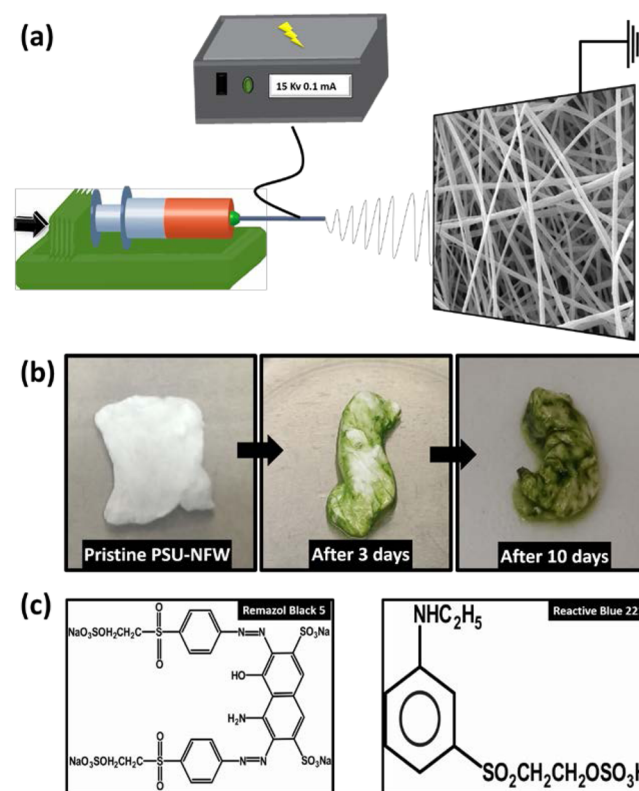 (a)
15 Kv 0.1 mA
(b)
Pristine PSU-NFW
After 3 days
After 10 days
(c)
Remazol Black 5
NaO₃SOH₂CH₂C
S
O
O
N=N
SO₃Na
HO
H₂N
NaO₃SOH₂CH₂C
S
O
O
N=N
SO₃Na
Reactive Blue 22
NHC₂H₅
SO₂CH₂CH₂OSO₃H